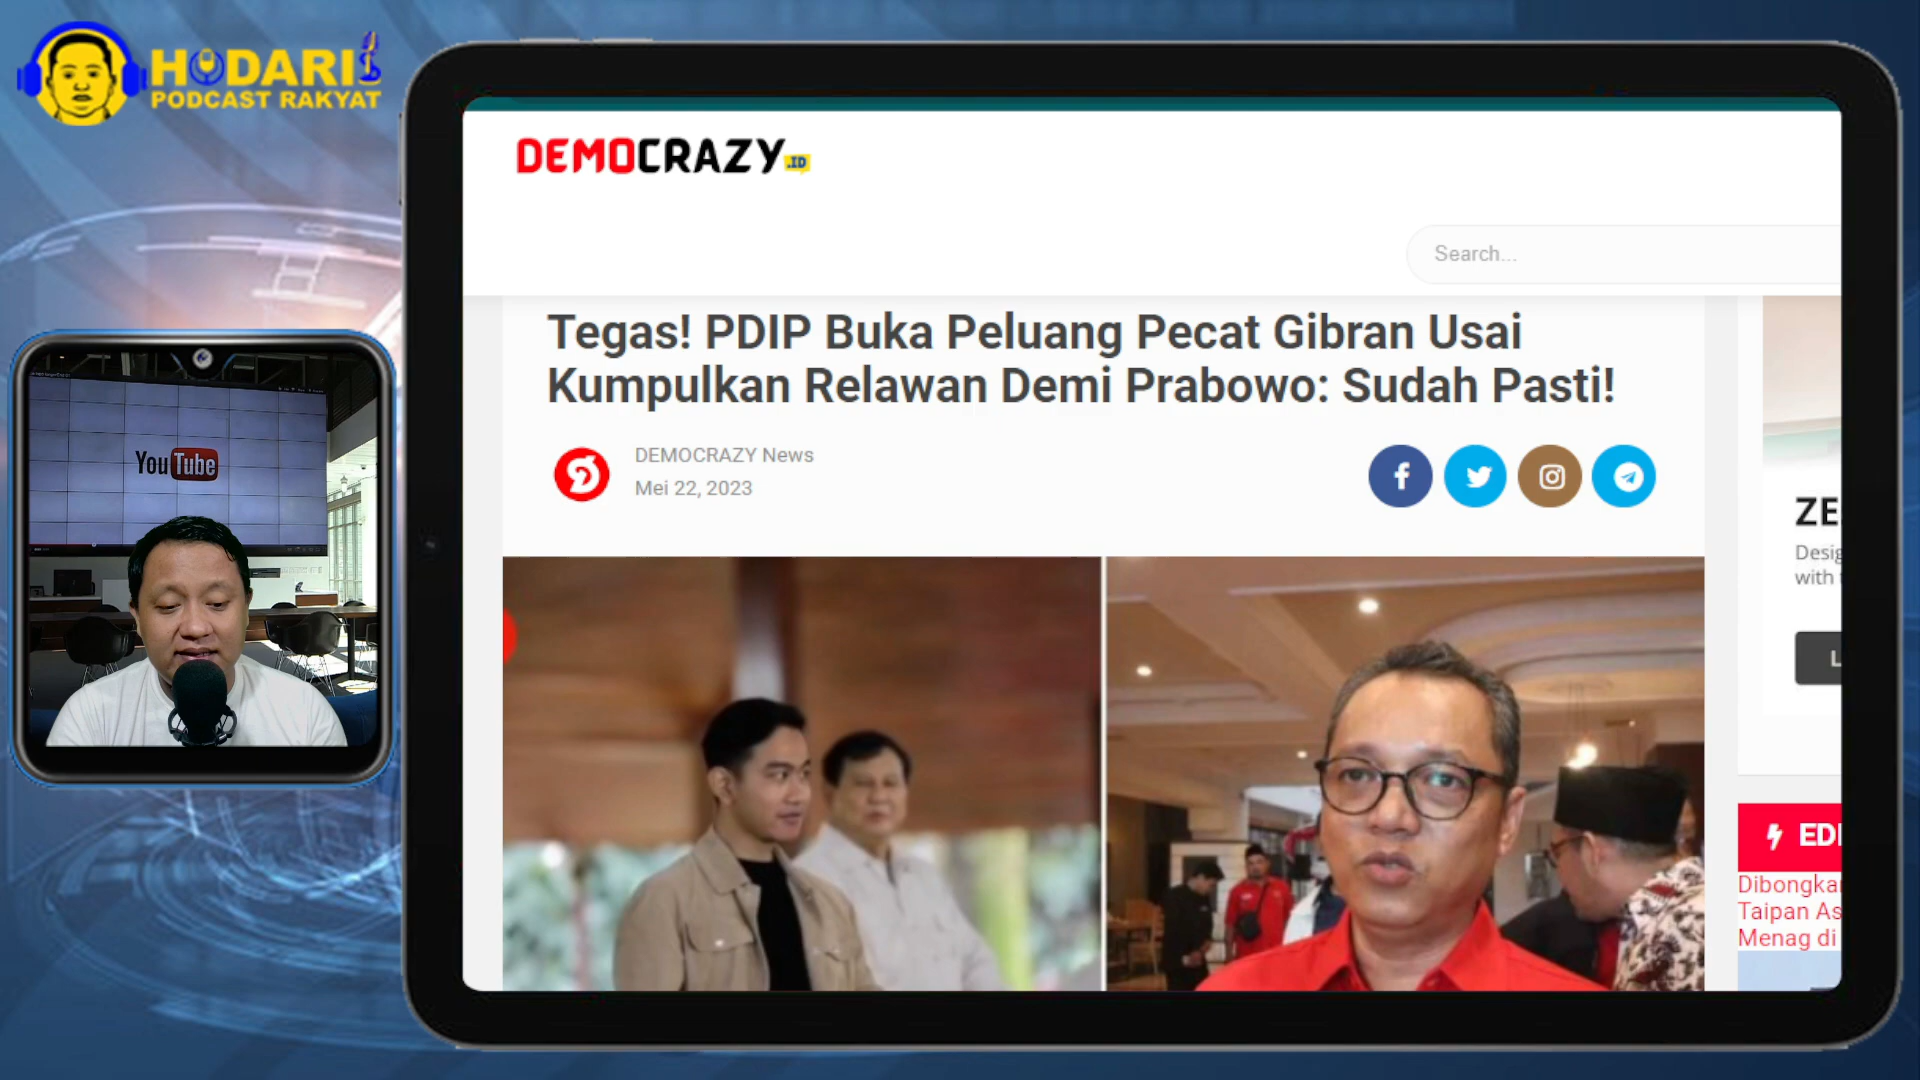 HODARI
PODCAST RAKYAT
DEMOCRAZY.ID
Search...
Tegas! PDIP Buka Peluang Pecat Gibran Usai
Kumpulkan Relawan Demi Prabowo: Sudah Pasti!
DEMOCRAZY News
Mei 22, 2023
YouTube
ZE
Desig
with
L
EDI
Dibongka
Taipan As
Menag di